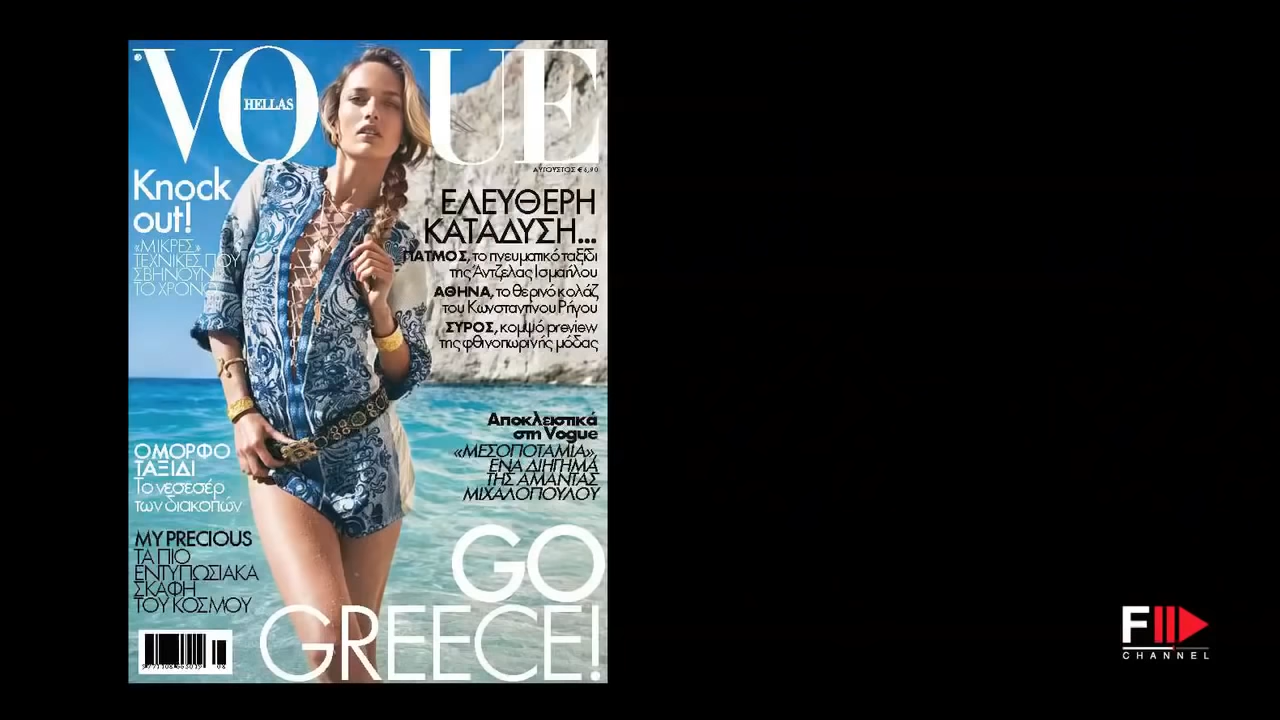 VOGUE
HELLAS
ΑΥΓΟΥΣΤΟΣ € 6,90
Knock
out!
«ΜΙΚΡΕΣ»
ΤΕΧΝΙΚΕΣ ΠΟΥ
ΣΒΗΝΟΥΝ
ΤΟ ΧΡΟΝΟ
ΕΛΕΥΘΕΡΗ
ΚΑΤΑΔΥΣΗ...
ΠΑΤΜΟΣ, το πνευματικό ταξίδι
της Άντζελας Ισμαήλου
ΑΘΗΝΑ, το θερινό κολάζ
του Κωνσταντίνου Ρήγου
ΣΥΡΟΣ, κομψό preview
της φθινοπωρινής μόδας
Αποκλειστικά
στη Vogue
«ΜΕΣΟΠΟΤΑΜΙΑ»,
ΕΝΑ ΔΙΗΓΗΜΑ
ΤΗΣ ΑΜΑΝΤΑΣ
ΜΙΧΑΛΟΠΟΥΛΟΥ
ΟΜΟΡΦΟ
ΤΑΞΙΔΙ
Το νεσεσέρ
των διακοπών
MY PRECIOUS
ΤΑ ΠΙΟ
ΕΝΤΥΠΩΣΙΑΚΑ
ΣΚΑΦΗ
ΤΟΥ ΚΟΣΜΟΥ
GO
GREECE!
08
F
CHANNEL